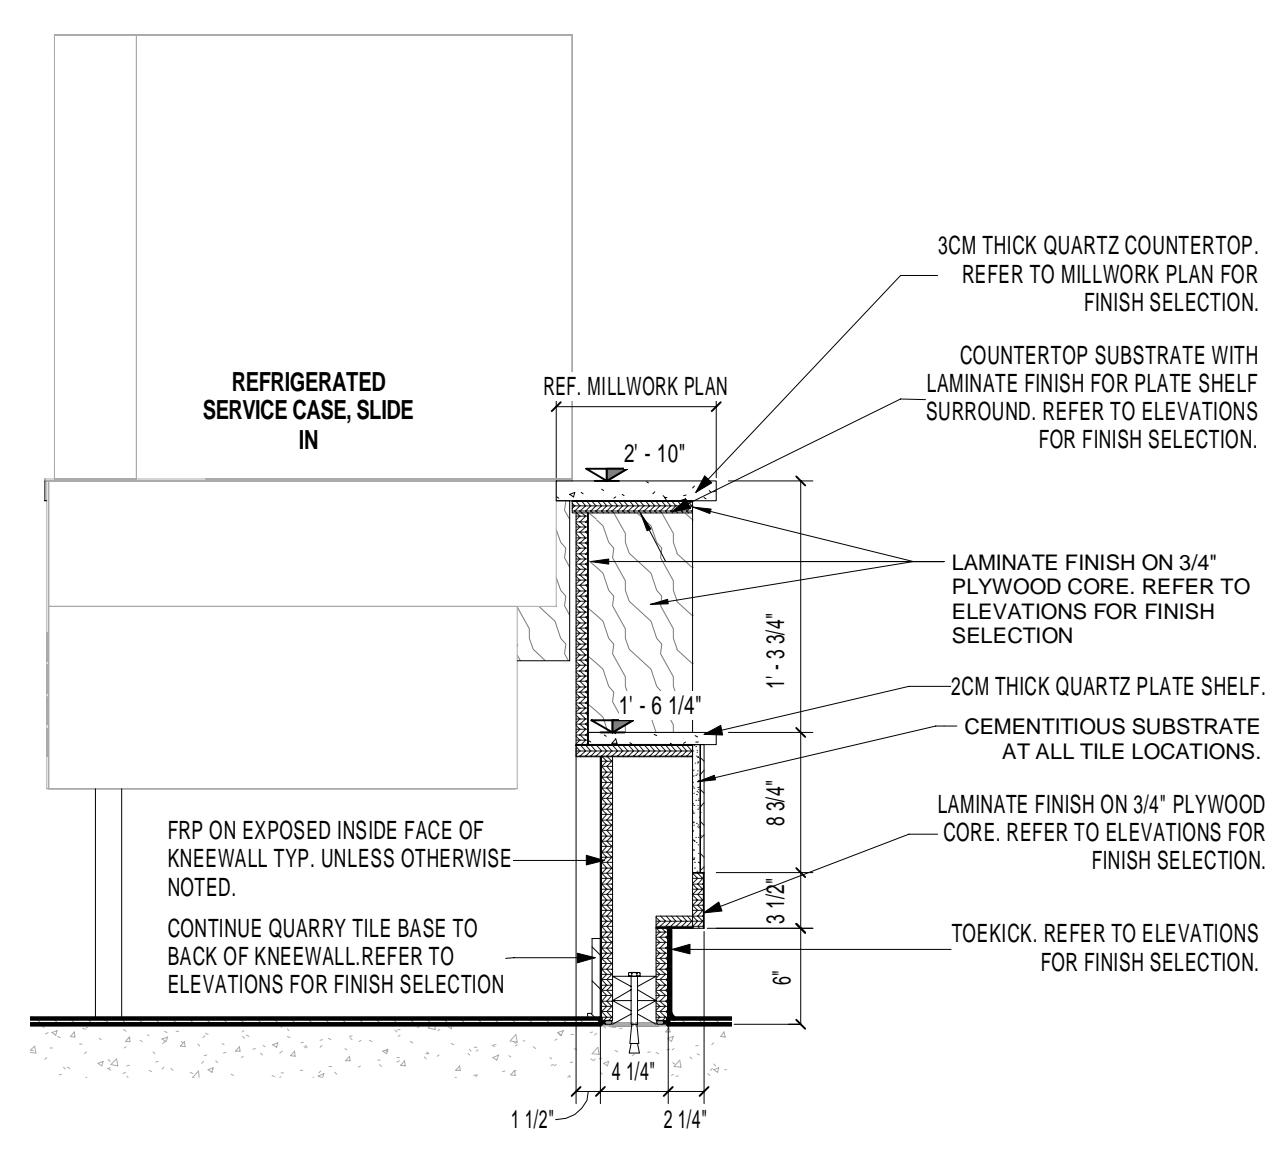 3CM THICK QUARTZ COUNTERTOP.
REFER TO MILLWORK PLAN FOR
FINISH SELECTION.
COUNTERTOP SUBSTRATE WITH
LAMINATE FINISH FOR PLATE SHELF
SURROUND. REFER TO ELEVATIONS
FOR FINISH SELECTION.
REFRIGERATED
SERVICE CASE, SLIDE
IN
REF. MILLWORK PLAN
2' - 10"
LAMINATE FINISH ON 3/4"
PLYWOOD CORE. REFER TO
ELEVATIONS FOR FINISH
SELECTION
1' - 3 3/4"
2CM THICK QUARTZ PLATE SHELF.
1' - 6 1/4"
CEMENTITIOUS SUBSTRATE
AT ALL TILE LOCATIONS.
8 3/4"
LAMINATE FINISH ON 3/4" PLYWOOD
CORE. REFER TO ELEVATIONS FOR
FINISH SELECTION.
FRP ON EXPOSED INSIDE FACE OF
KNEEWALL TYP. UNLESS OTHERWISE
NOTED.
3 1/2"
CONTINUE QUARRY TILE BASE TO
BACK OF KNEEWALL.REFER TO
ELEVATIONS FOR FINISH SELECTION
TOEKICK. REFER TO ELEVATIONS
FOR FINISH SELECTION.
6"
4 1/4"
1 1/2"
2 1/4"